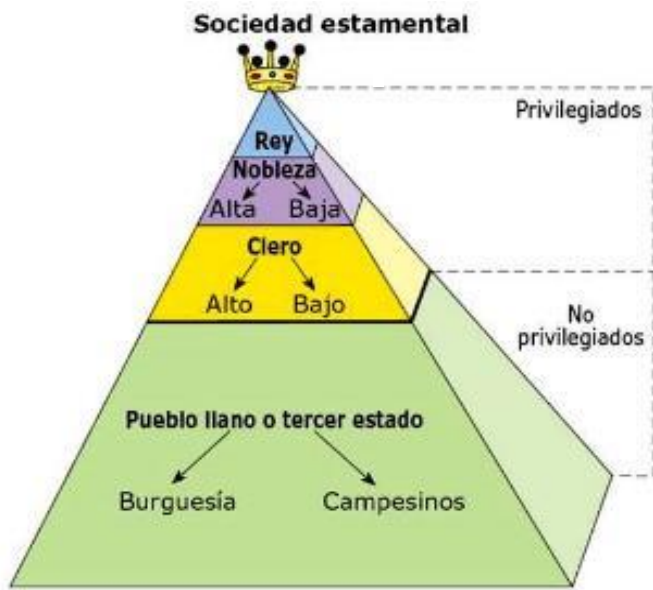 Sociedad estamental
Privilegiados
Rey
Nobleza
Alta Baja
Clero
Alto Bajo
No
privilegiados
Pueblo llano o tercer estado
Burguesía Campesinos